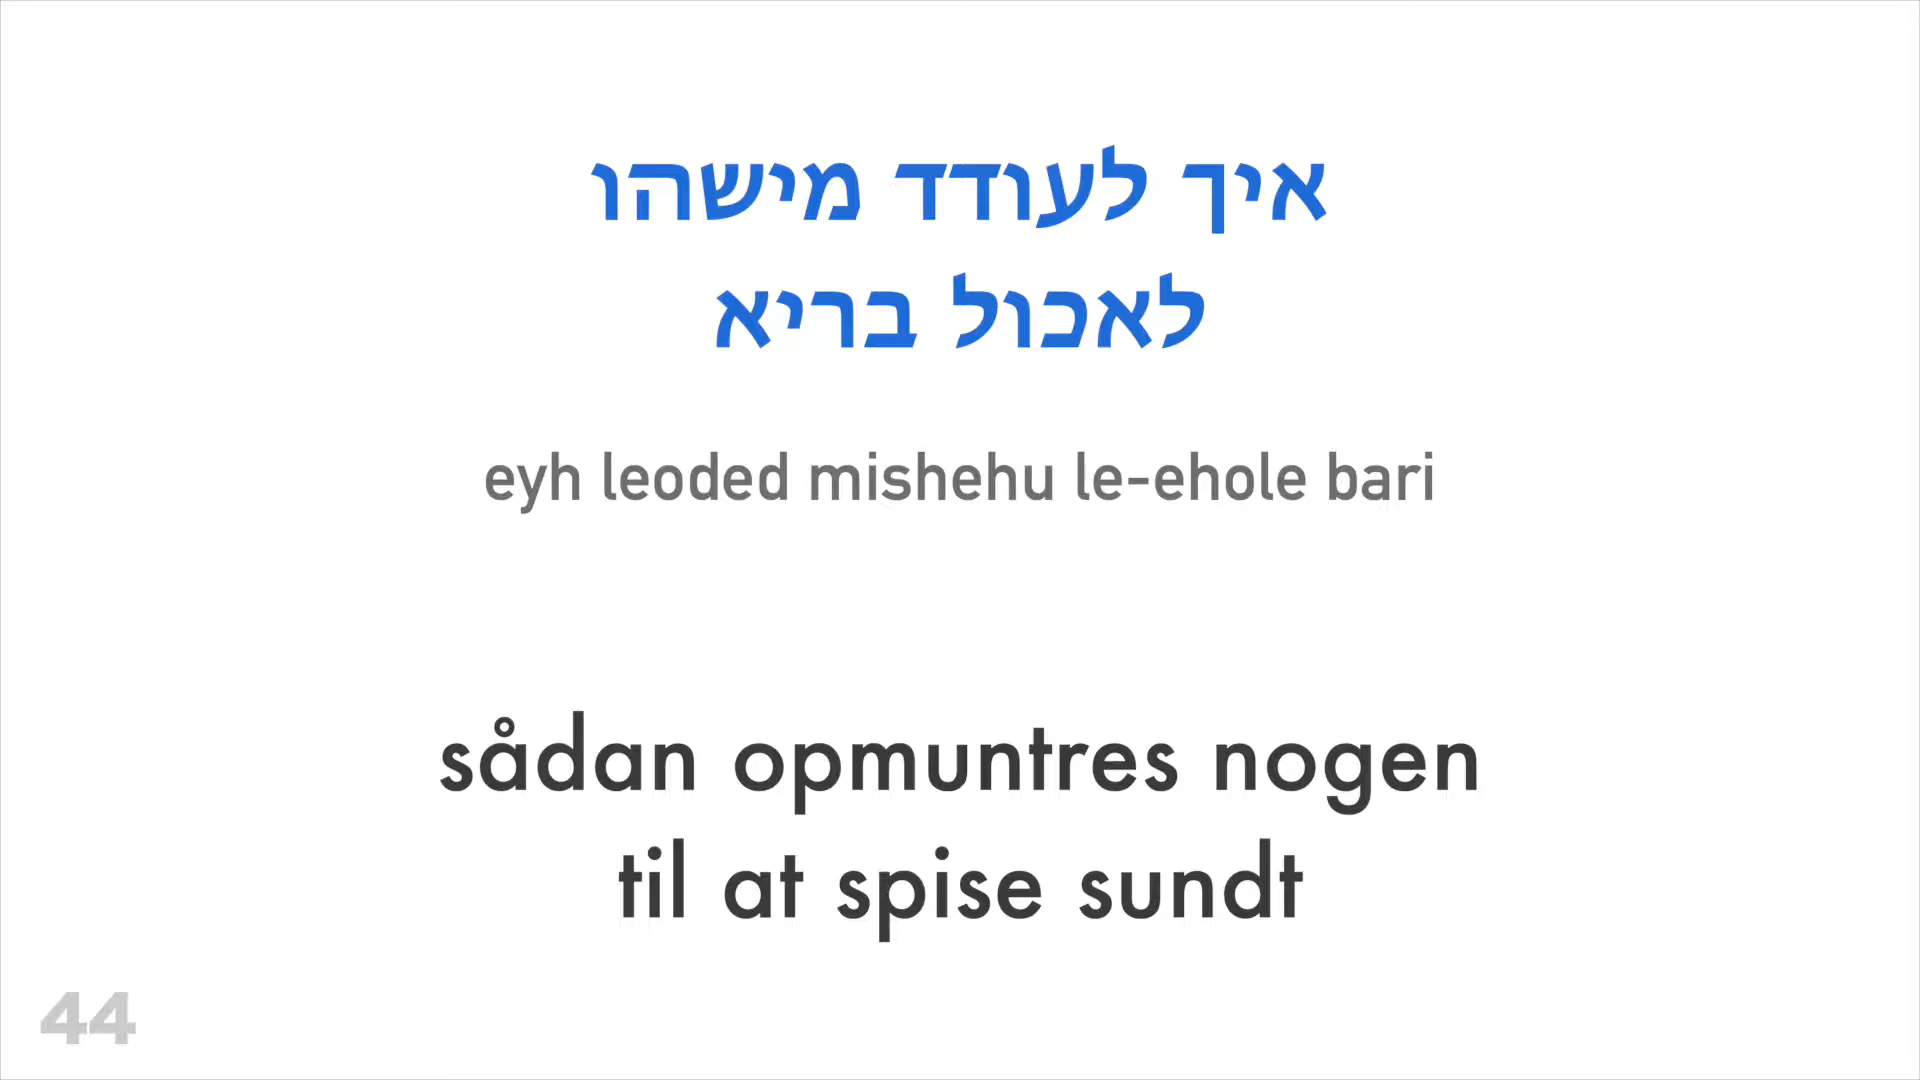 איך לעודד מישהו
לאכול בריא
eyh leoded mishehu le-ehole bari
sådan opmuntres nogen
til at spise sundt
44